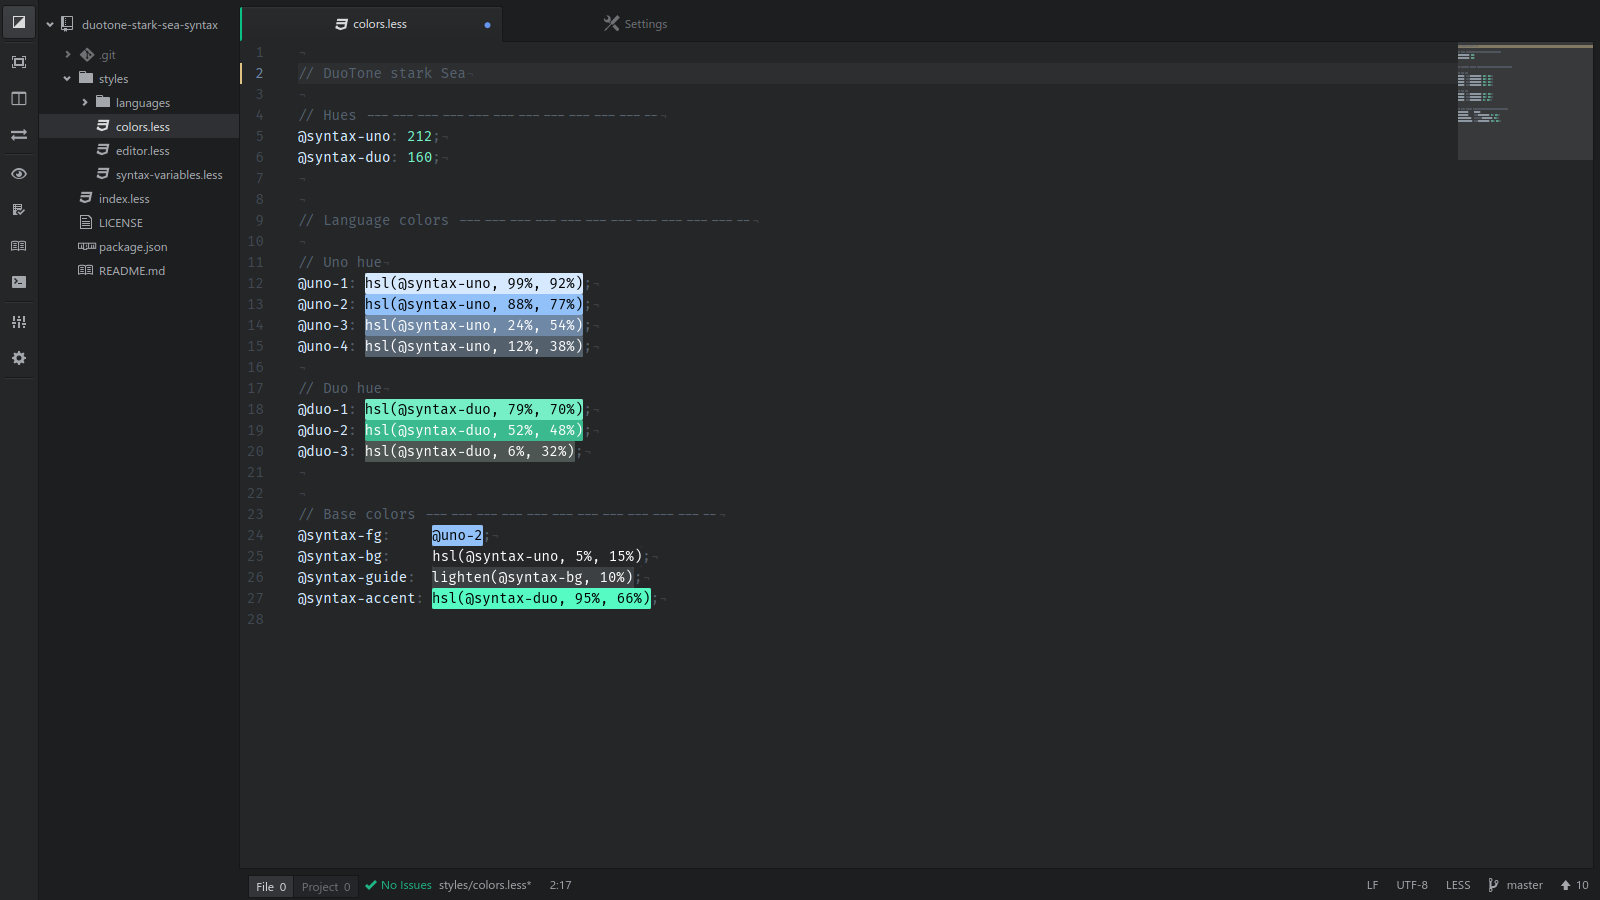 duotone-stark-sea-syntax
.git
styles
languages
colors.less
editor.less
syntax-variables.less
index.less
LICENSE
package.json
README.md
colors.less
Settings
1 ¬
2 // DuoTone stark Sea¬
3 ¬
4 // Hues ------------------------------------¬
5 @syntax-uno: 212;¬
6 @syntax-duo: 160;¬
7 ¬
8 ¬
9 // Language colors ------------------------------------¬
10 ¬
11 // Uno hue¬
12 @uno-1: hsl(@syntax-uno, 99%, 92%);¬
13 @uno-2: hsl(@syntax-uno, 88%, 77%);¬
14 @uno-3: hsl(@syntax-uno, 24%, 54%);¬
15 @uno-4: hsl(@syntax-uno, 12%, 38%);¬
16 ¬
17 // Duo hue¬
18 @duo-1: hsl(@syntax-duo, 79%, 70%);¬
19 @duo-2: hsl(@syntax-duo, 52%, 48%);¬
20 @duo-3: hsl(@syntax-duo, 6%, 32%);¬
21 ¬
22 ¬
23 // Base colors ------------------------------------¬
24 @syntax-fg:     @uno-2;¬
25 @syntax-bg:     hsl(@syntax-uno, 5%, 15%);¬
26 @syntax-guide:  lighten(@syntax-bg, 10%);¬
27 @syntax-accent: hsl(@syntax-duo, 95%, 66%);¬
28
File 0 Project 0 No Issues styles/colors.less* 2:17 LF UTF-8 LESS master 10